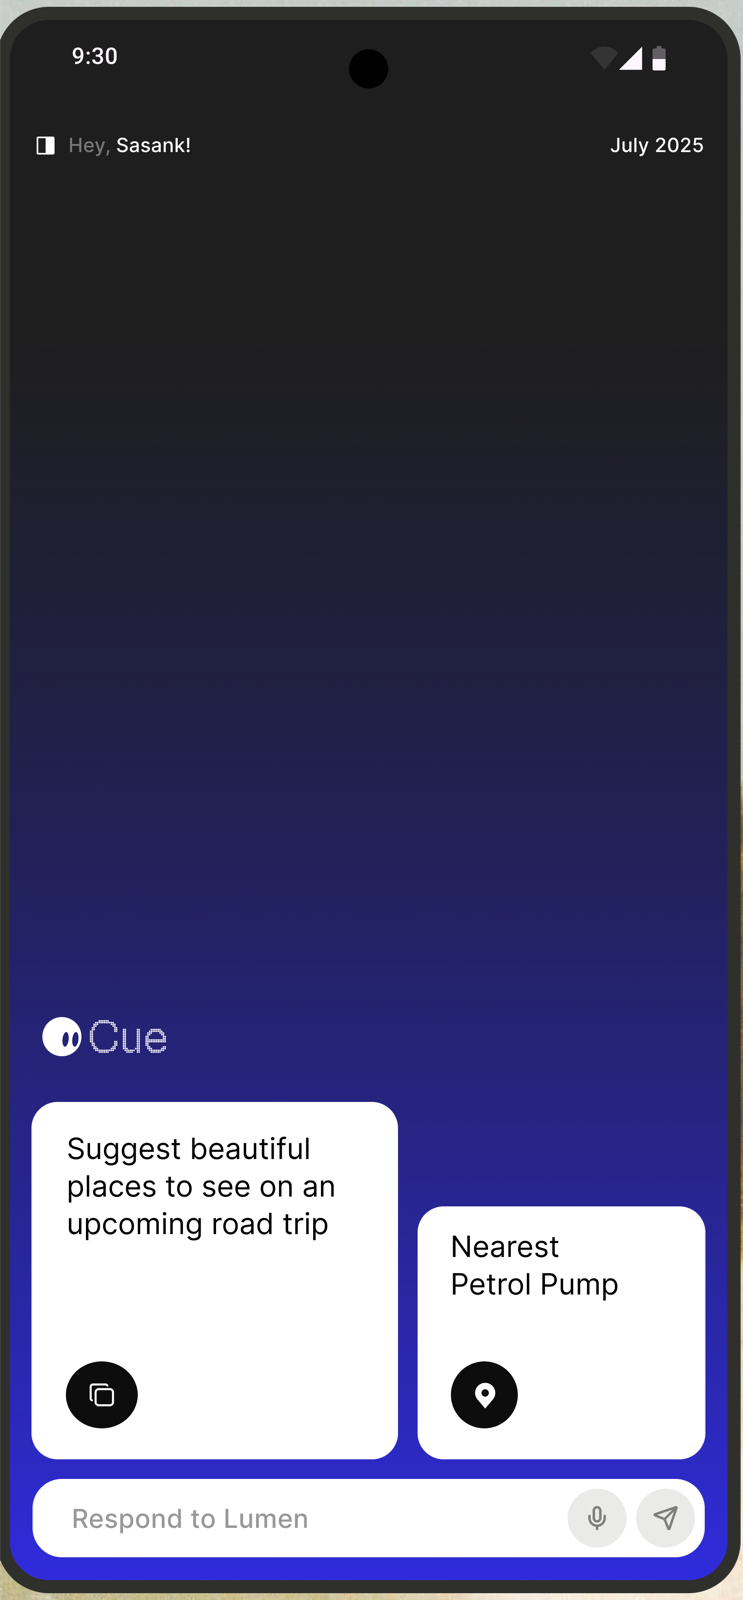 9:30
Hey, Sasank!
July 2025
Cue
Suggest beautiful
places to see on an
upcoming road trip
Nearest
Petrol Pump
Respond to Lumen